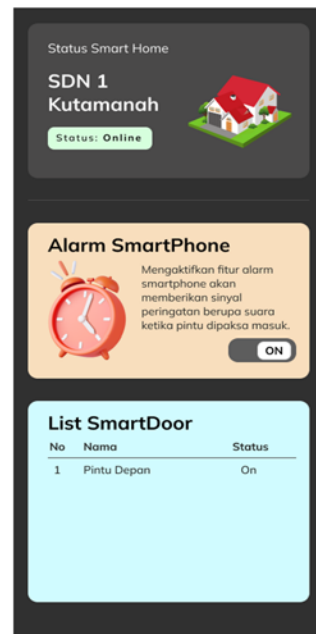 Status Smart Home
SDN 1
Kutamanah
Status: Online
Alarm SmartPhone
Mengaktifkan fitur alarm
smartphone akan
memberikan sinyal
peringatan berupa suara
ketika pintu dipaksa masuk.
ON
List SmartDoor
No Nama Status
1 Pintu Depan On